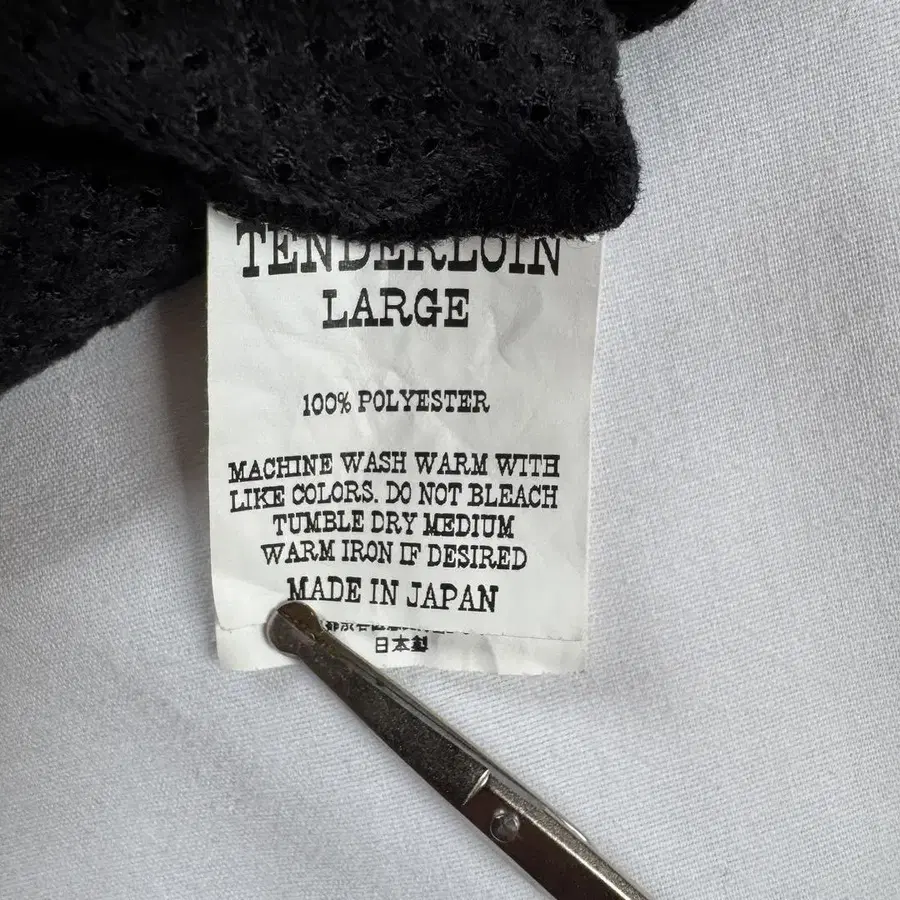 TENDERLOIN
LARGE
100% POLYESTER
MACHINE WASH WARM WITH
LIKE COLORS. DO NOT BLEACH
TUMBLE DRY MEDIUM
WARM IRON IF DESIRED
MADE IN JAPAN
日本製